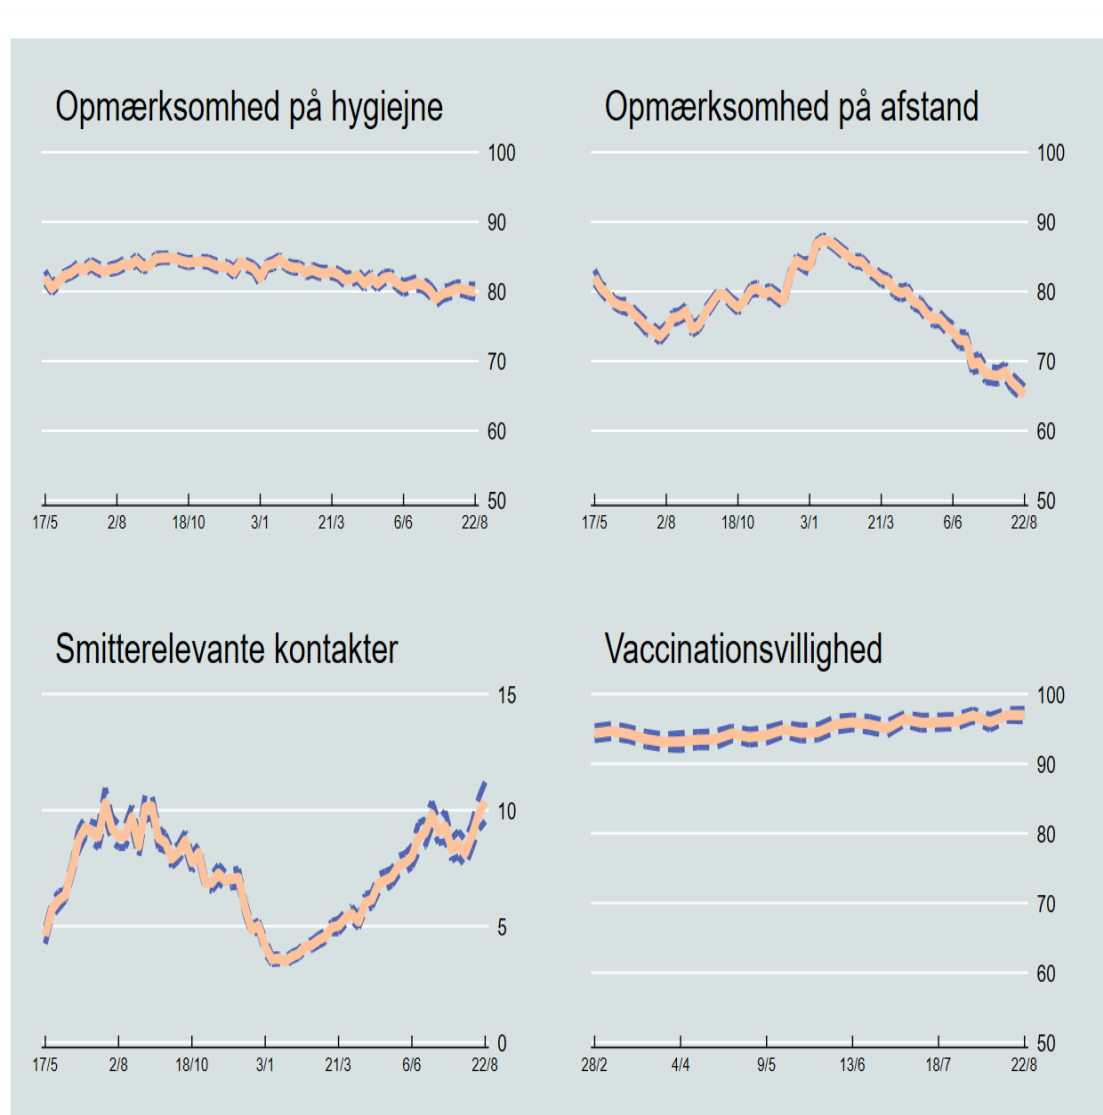 Opmærksomhed på hygiejne
100
90
80
70
60
50
17/5 2/8 18/10 3/1 21/3 6/6 22/8
Opmærksomhed på afstand
100
90
80
70
60
50
17/5 2/8 18/10 3/1 21/3 6/6 22/8
Smitterelevante kontakter
15
10
5
0
17/5 2/8 18/10 3/1 21/3 6/6 22/8
Vaccinationsvillighed
100
90
80
70
60
50
28/2 4/4 9/5 13/6 18/7 22/8